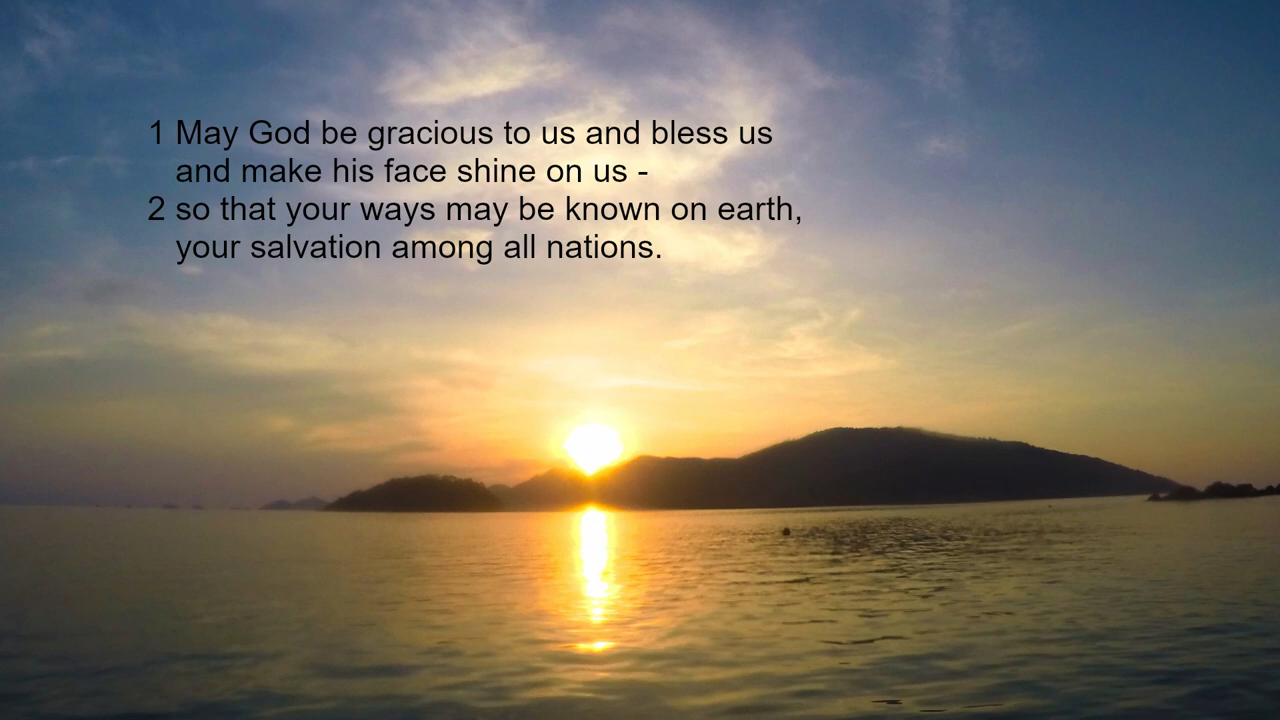 1 May God be gracious to us and bless us
and make his face shine on us -
2 so that your ways may be known on earth,
your salvation among all nations.